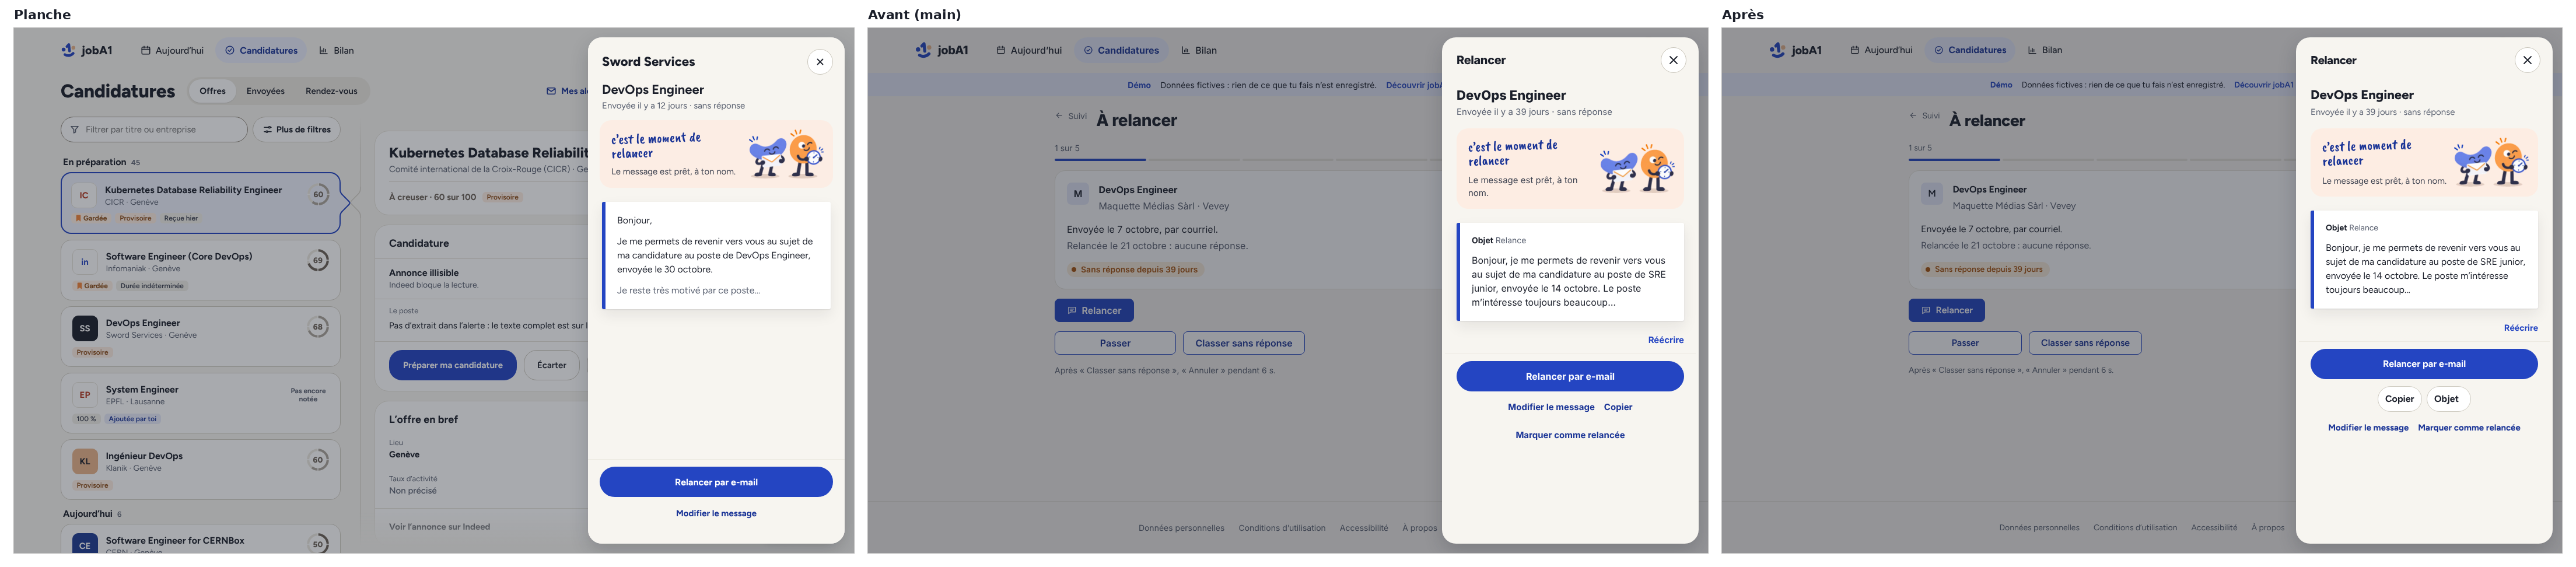 Planche
jobA1
Aujourd'hui
Candidatures
Bilan
Candidatures
Offres
Envoyées
Rendez-vous
Mes al
Filtrer par titre ou entreprise
Plus de filtres
En préparation 45
IC
Kubernetes Database Reliability Engineer
CICR · Genève
60
Gardée
Provisoire
Reçue hier
in
Software Engineer (Core DevOps)
Infomaniak · Genève
69
Gardée
Durée indéterminée
SS
DevOps Engineer
Sword Services · Genève
68
Provisoire
EP
System Engineer
EPFL · Lausanne
Pas encore
notée
100 %
Ajoutée par toi
KL
Ingénieur DevOps
Klanik · Genève
60
Provisoire
Aujourd'hui 6
CE
Software Engineer for CERNBox
CERN · Genève
50
Kubernetes Database Reliabilit
Comité international de la Croix-Rouge (CICR) · Ge
À creuser · 60 sur 100
Provisoire
Candidature
Annonce illisible
Indeed bloque la lecture.
Le poste
Pas d'extrait dans l'alerte : le texte complet est sur l
Préparer ma candidature
Écarter
L'offre en bref
Lieu
Genève
Taux d'activité
Non précisé
Voir l'annonce sur Indeed
Sword Services
DevOps Engineer
Envoyée il y a 12 jours · sans réponse
c'est le moment de
relancer
Le message est prêt, à ton nom.
Bonjour,
Je me permets de revenir vers vous au sujet de
ma candidature au poste de DevOps Engineer,
envoyée le 30 octobre.
Je reste très motivé par ce poste...
Relancer par e-mail
Modifier le message
Avant (main)
jobA1
Aujourd'hui
Candidatures
Bilan
Démo
Données fictives : rien de ce que tu fais n'est enregistré.
Découvrir jobA
Suivi
À relancer
1 sur 5
M
DevOps Engineer
Maquette Médias Sàrl · Vevey
Envoyée le 7 octobre, par courriel.
Relancée le 21 octobre : aucune réponse.
Sans réponse depuis 39 jours
Relancer
Passer
Classer sans réponse
Après « Classer sans réponse », « Annuler » pendant 6 s.
Données personnelles
Conditions d'utilisation
Accessibilité
À propos
Relancer
DevOps Engineer
Envoyée il y a 39 jours · sans réponse
c'est le moment de
relancer
Le message est prêt, à ton
nom.
Objet Relance
Bonjour, je me permets de revenir vers vous
au sujet de ma candidature au poste de SRE
junior, envoyée le 14 octobre. Le poste
m'intéresse toujours beaucoup...
Réécrire
Relancer par e-mail
Modifier le message
Copier
Marquer comme relancée
Après
jobA1
Aujourd'hui
Candidatures
Bilan
Démo
Données fictives : rien de ce que tu fais n'est enregistré.
Découvrir jobA1
Suivi
À relancer
1 sur 5
M
DevOps Engineer
Maquette Médias Sàrl · Vevey
Envoyée le 7 octobre, par courriel.
Relancée le 21 octobre : aucune réponse.
Sans réponse depuis 39 jours
Relancer
Passer
Classer sans réponse
Après « Classer sans réponse », « Annuler » pendant 6 s.
Données personnelles
Conditions d'utilisation
Accessibilité
À propos
Relancer
DevOps Engineer
Envoyée il y a 39 jours · sans réponse
c'est le moment de
relancer
Le message est prêt, à ton nom.
Objet Relance
Bonjour, je me permets de revenir vers vous au
sujet de ma candidature au poste de SRE junior,
envoyée le 14 octobre. Le poste m'intéresse
toujours beaucoup...
Réécrire
Relancer par e-mail
Copier
Objet
Modifier le message
Marquer comme relancée